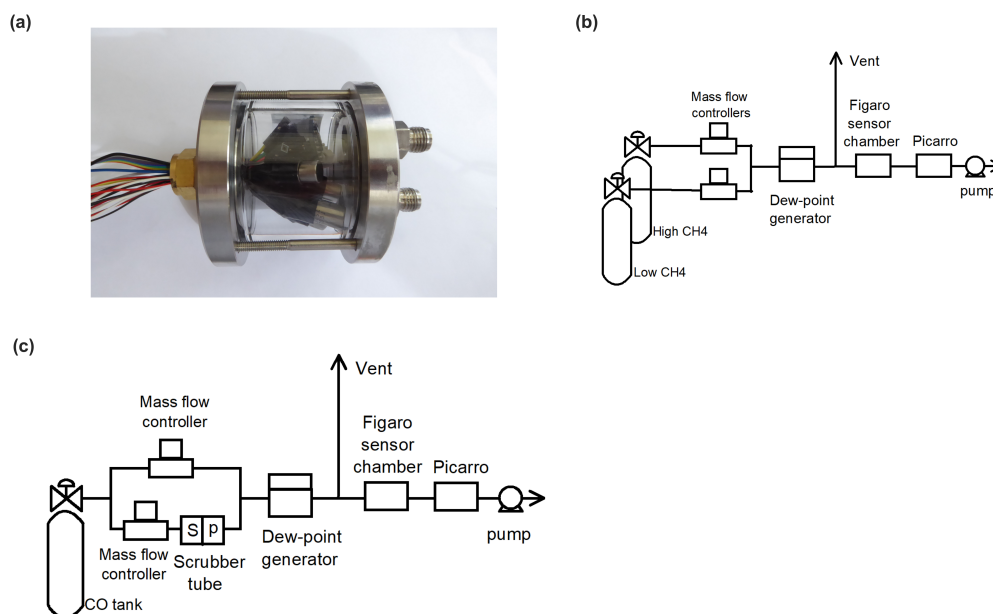 (a)
(b)
Vent
Mass flow
controllers
Figaro
sensor
chamber
Picarro
pump
Dew-point
generator
High CH4
Low CH4
(c)
Vent
Mass flow
controller
Figaro
sensor
chamber
Picarro
S p
pump
Dew-point
generator
Mass flow
controller
Scrubber
tube
CO tank